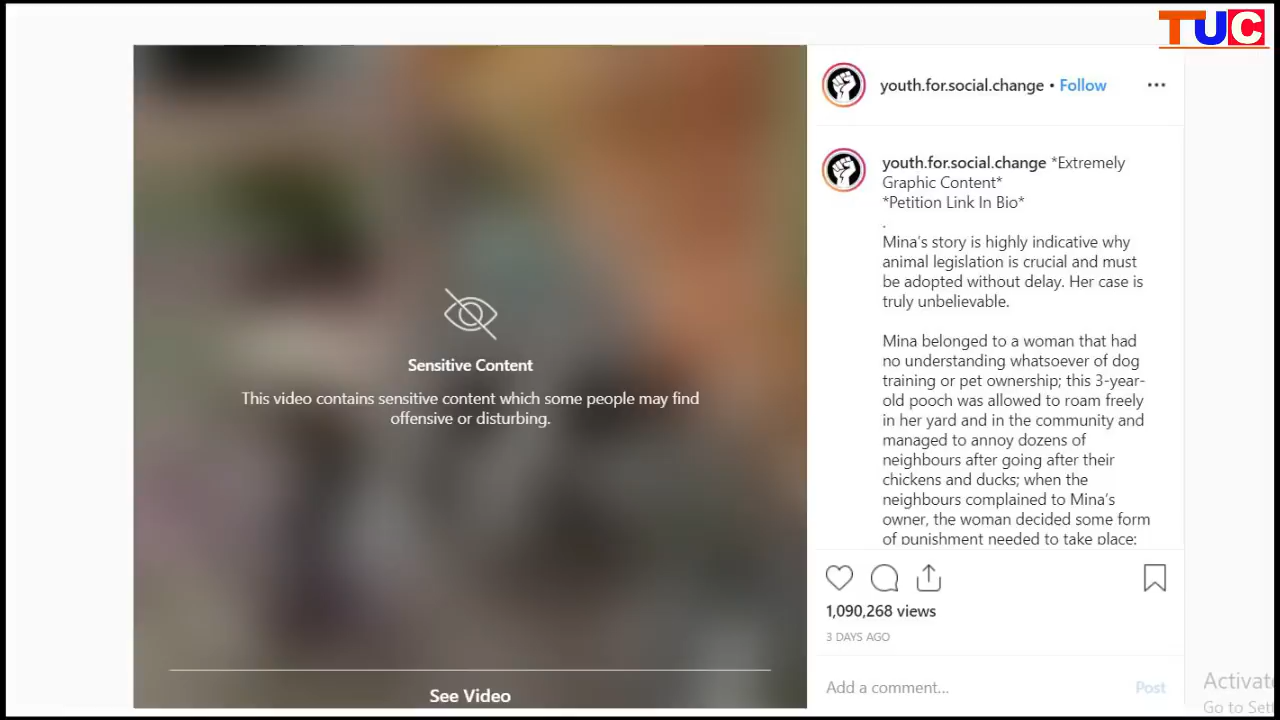 TUC
youth.for.social.change • Follow
youth.for.social.change *Extremely
Graphic Content*
*Petition Link In Bio*
.
Mina's story is highly indicative why
animal legislation is crucial and must
be adopted without delay. Her case is
truly unbelievable.
Mina belonged to a woman that had
no understanding whatsoever of dog
training or pet ownership; this 3-year-
old pooch was allowed to roam freely
in her yard and in the community and
managed to annoy dozens of
neighbours after going after their
chickens and ducks; when the
neighbours complained to Mina's
owner, the woman decided some form
of punishment needed to take place:
Sensitive Content
This video contains sensitive content which some people may find
offensive or disturbing.
See Video
1,090,268 views
3 DAYS AGO
Add a comment... Post
Activat
Go to Set